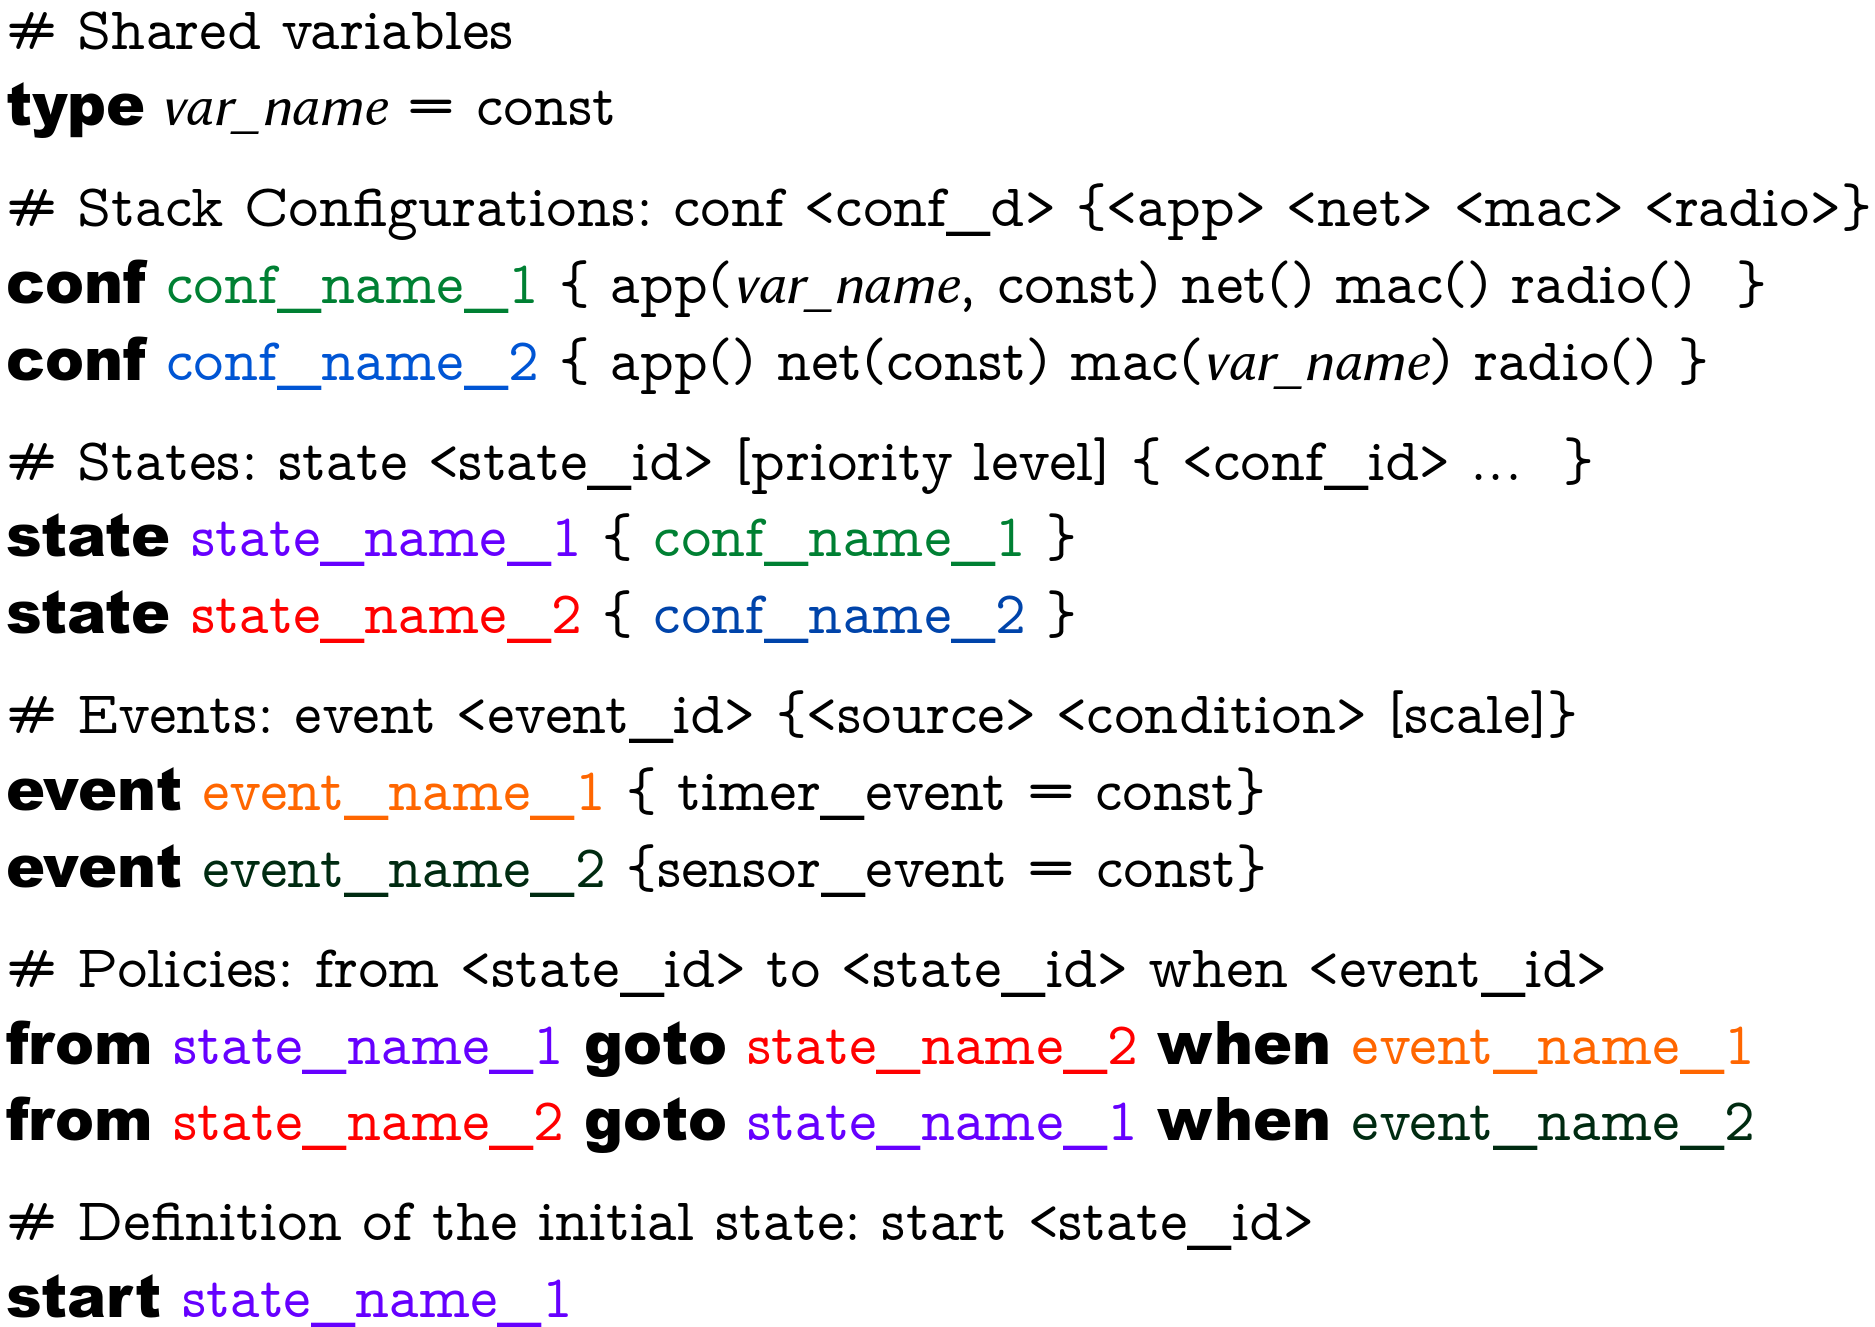 # Shared variables
type var_name = const
# Stack Configurations: conf <conf_d> {<app> <net> <mac> <radio>}
conf conf_name_1 { app(var_name, const) net() mac() radio() }
conf conf_name_2 { app() net(const) mac(var_name) radio() }
# States: state <state_id> [priority level] { <conf_id> ... }
state state_name_1 { conf_name_1 }
state state_name_2 { conf_name_2 }
# Events: event <event_id> {<source> <condition> [scale]}
event event_name_1 { timer_event = const}
event event_name_2 {sensor_event = const}
# Policies: from <state_id> to <state_id> when <event_id>
from state_name_1 goto state_name_2 when event_name_1
from state_name_2 goto state_name_1 when event_name_2
# Definition of the initial state: start <state_id>
start state_name_1